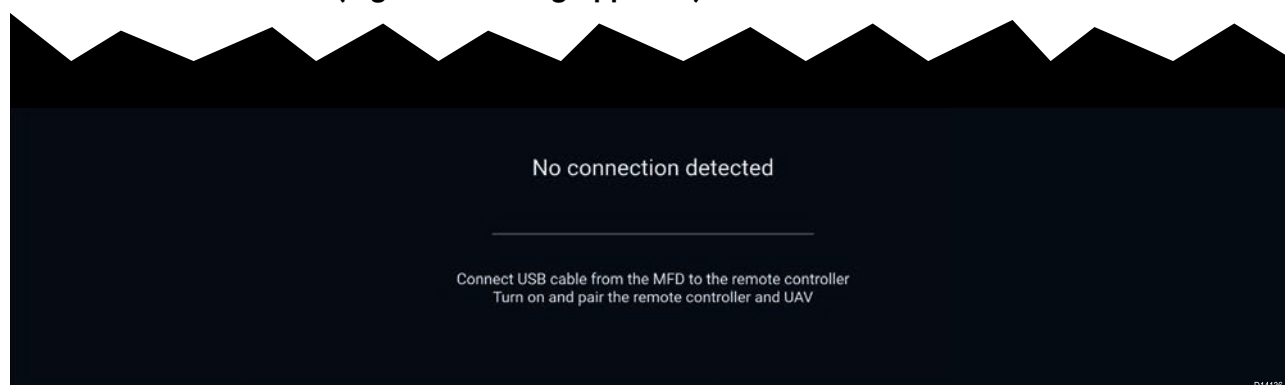 No connection detected
Connect USB cable from the MFD to the remote controller
Turn on and pair the remote controller and UAV